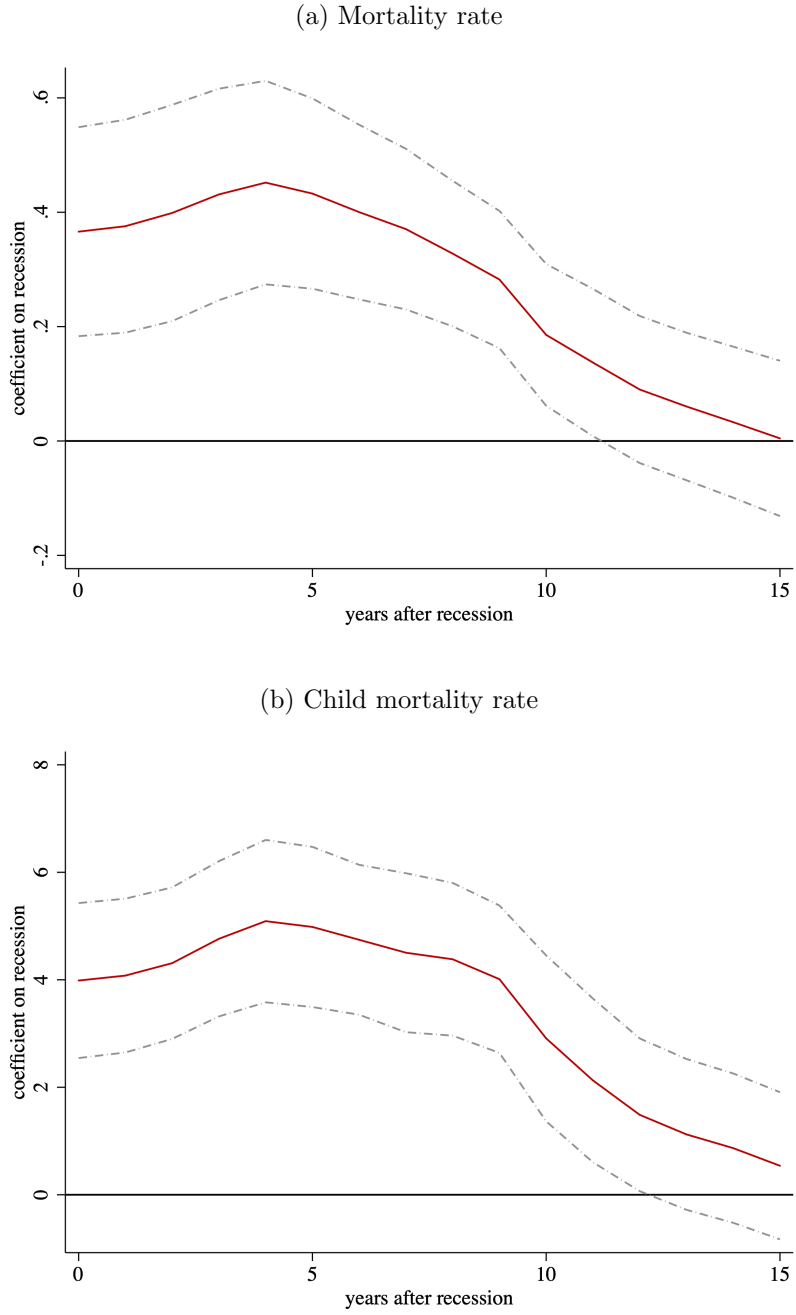 (a) Mortality rate
coefficient on recession
.6
.4
.2
0
-.2
0 5 10 15
years after recession
(b) Child mortality rate
coefficient on recession
8
6
4
2
0
0 5 10 15
years after recession